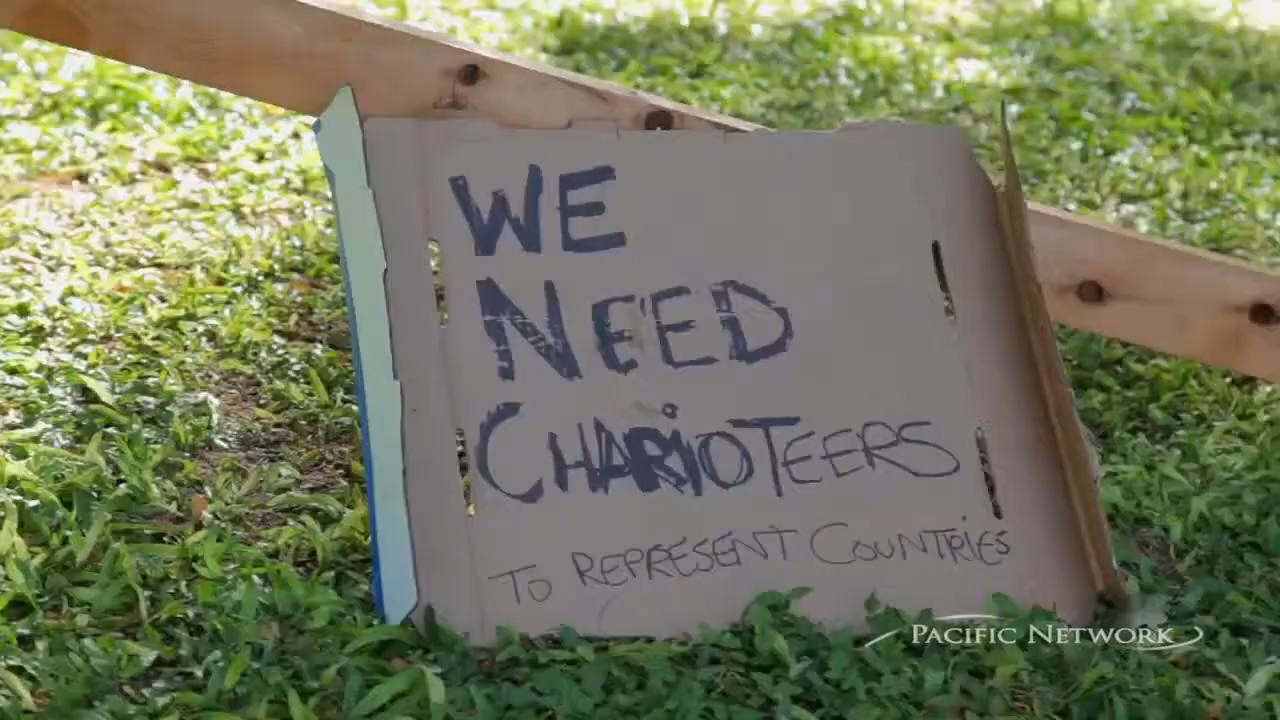 WE
NEED
CHARIOTEERS
TO REPRESENT COUNTRIES
PACIFIC NETWORK